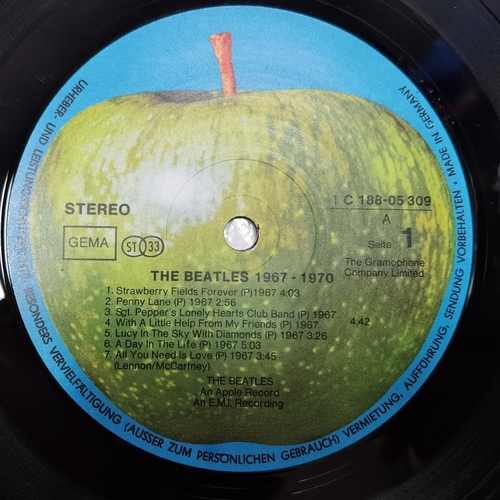 URHEBER- UND LEISTUNGSSCHUTZRECHTE
BESONDERS VERVIELFÄLTIGUNG (AUSSER ZUM PERSÖNLICHEN GEBRAUCH) VERMIETUNG, AUFFÜHRUNG, SENDUNG VORBEHALTEN • MADE IN GERMANY
STEREO
GEMA
ST 33
1 C 188-05 309
A
Seite 1
The Gramophone
Company Limited
THE BEATLES 1967 - 1970
1. Strawberry Fields Forever (P)1967 4:03
2. Penny Lane (P) 1967 2:56
3. Sgt. Pepper's Lonely Hearts Club Band (P) 1967
4. With A Little Help From My Friends (P) 1967 4.42
5. Lucy In The Sky With Diamonds (P) 1967 3:26
6. A Day In The Life (P) 1967 5:03
7. All You Need Is Love (P) 1967 3:45
(Lennon/McCartney)
THE BEATLES
An Apple Record
An E.M.I. Recording